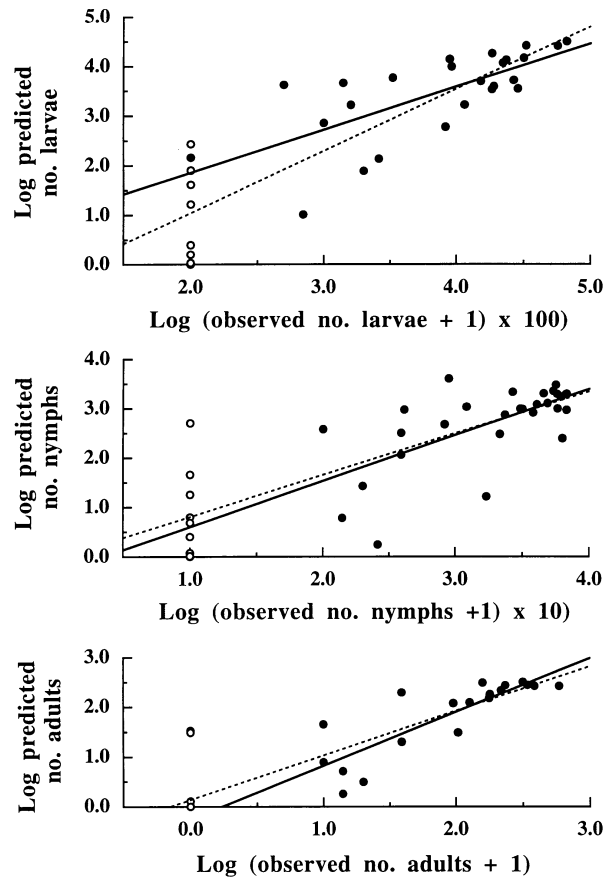 5.0
4.0
3.0
2.0
1.0
0.0
Log predicted
no. larvae
2.0 3.0 4.0 5.0
Log (observed no. larvae + 1) x 100)
4.0
3.0
2.0
1.0
0.0
Log predicted
no. nymphs
1.0 2.0 3.0 4.0
Log (observed no. nymphs +1) x 10)
3.0
2.0
1.0
0.0
Log predicted
no. adults
0.0 1.0 2.0 3.0
Log (observed no. adults + 1)